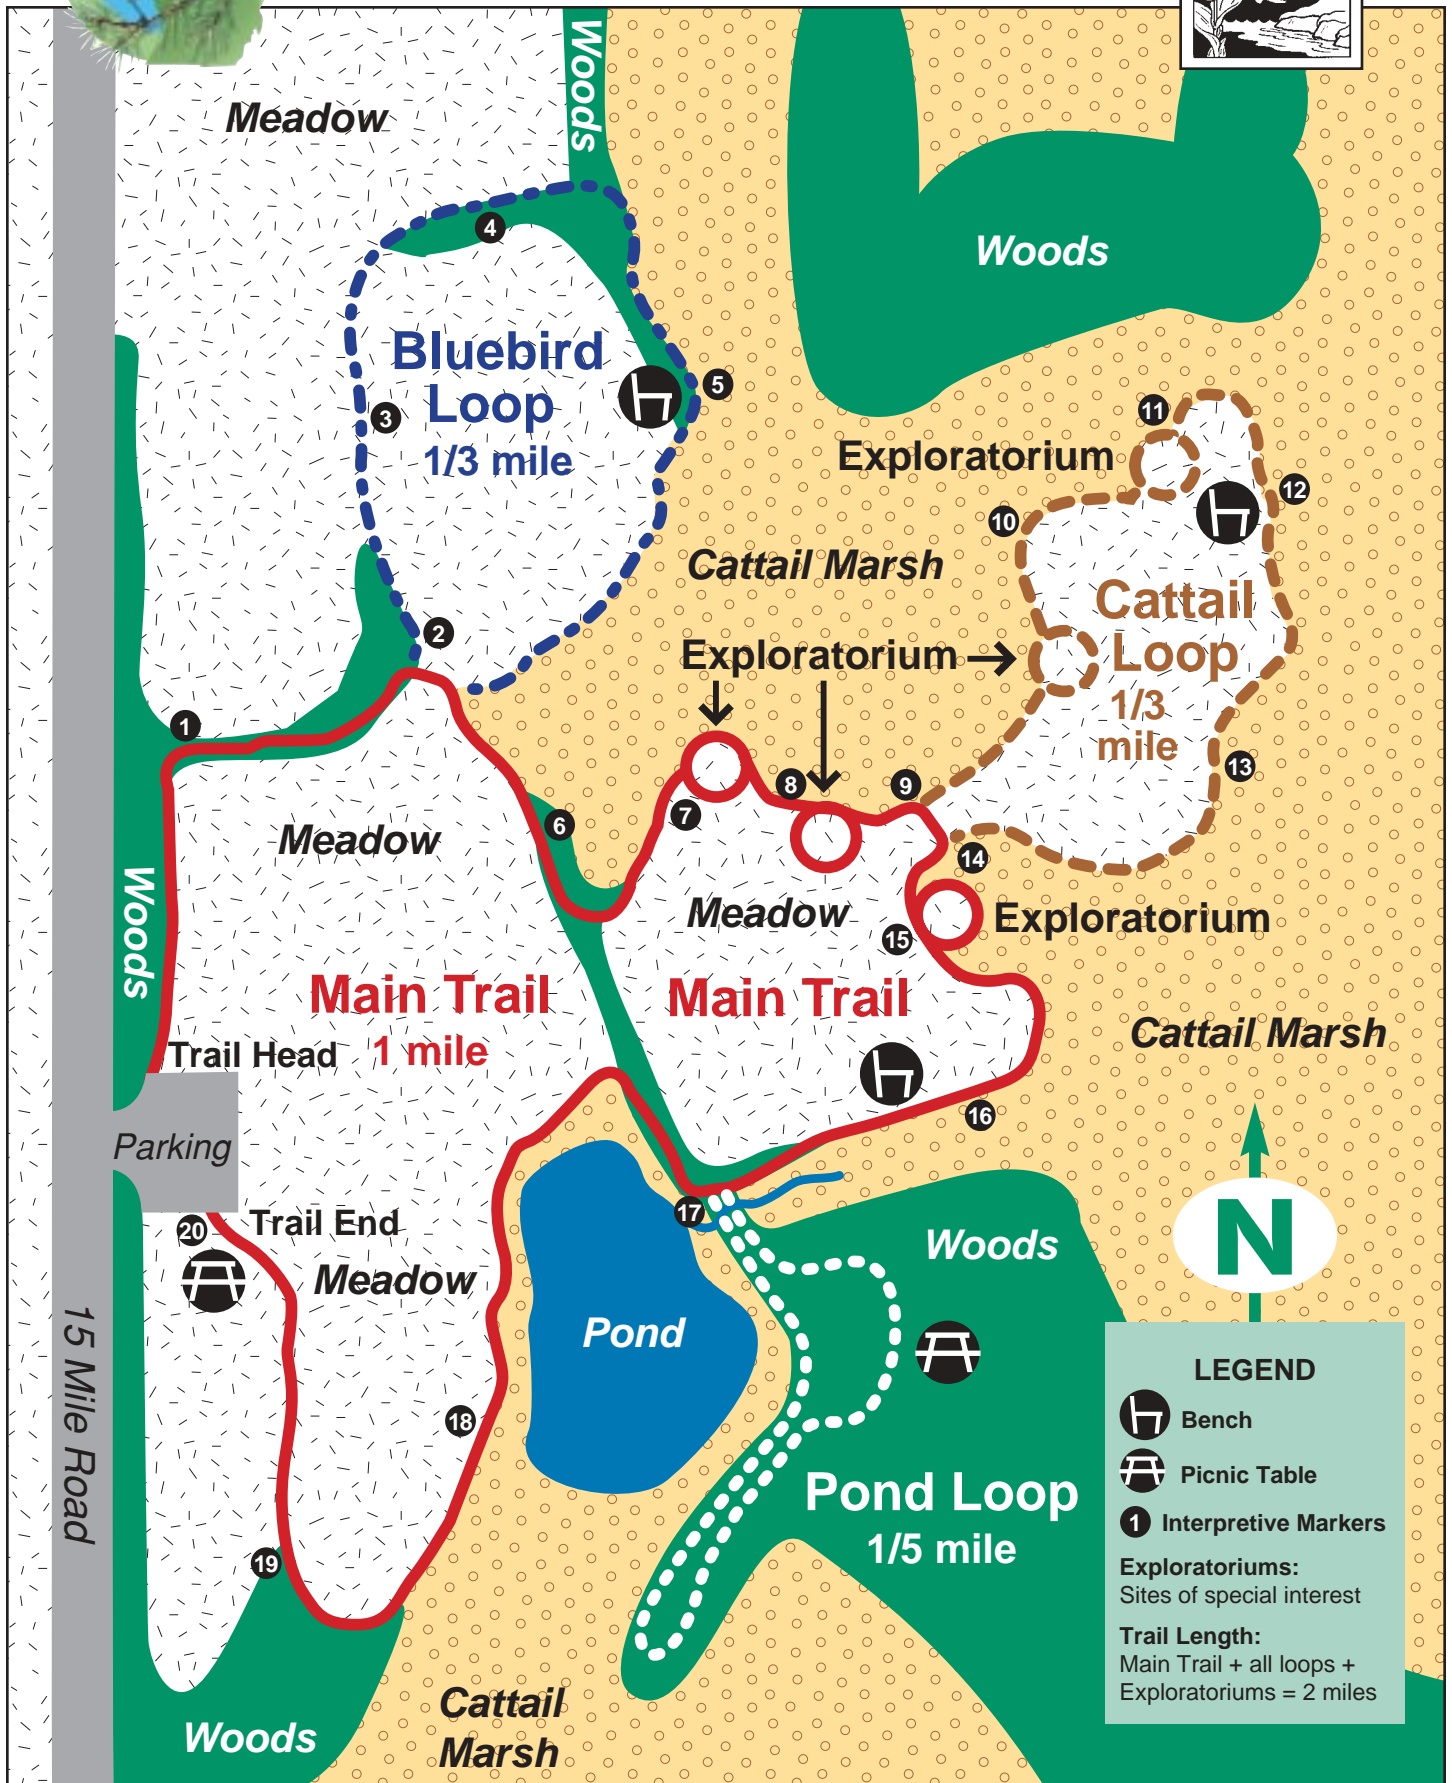 Meadow
Woods
Woods
4
Bluebird
Loop
1/3 mile
3
5
2
1
Exploratorium
11
12
10
Cattail Marsh
Exploratorium
Cattail
Loop
1/3
mile
13
6
7
8
9
14
Meadow
Woods
Meadow
15
Exploratorium
Main Trail
1 mile
Main Trail
Cattail Marsh
Trail Head
Parking
16
17
20
Trail End
Meadow
Woods
N
Pond
15 Mile Road
18
19
Pond Loop
1/5 mile
Woods
Cattail
Marsh
LEGEND
Bench
Picnic Table
1 Interpretive Markers
Exploratoriums:
Sites of special interest
Trail Length:
Main Trail + all loops +
Exploratoriums = 2 miles